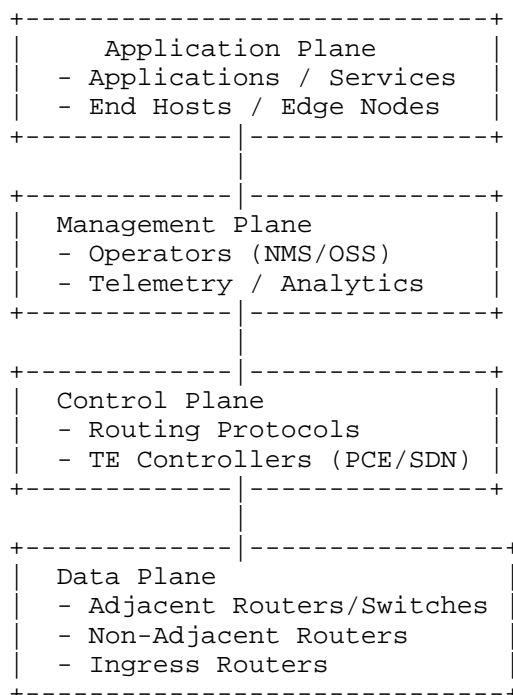 Application Plane
- Applications / Services
- End Hosts / Edge Nodes
Management Plane
- Operators (NMS/OSS)
- Telemetry / Analytics
Control Plane
- Routing Protocols
- TE Controllers (PCE/SDN)
Data Plane
- Adjacent Routers/Switches
- Non-Adjacent Routers
- Ingress Routers